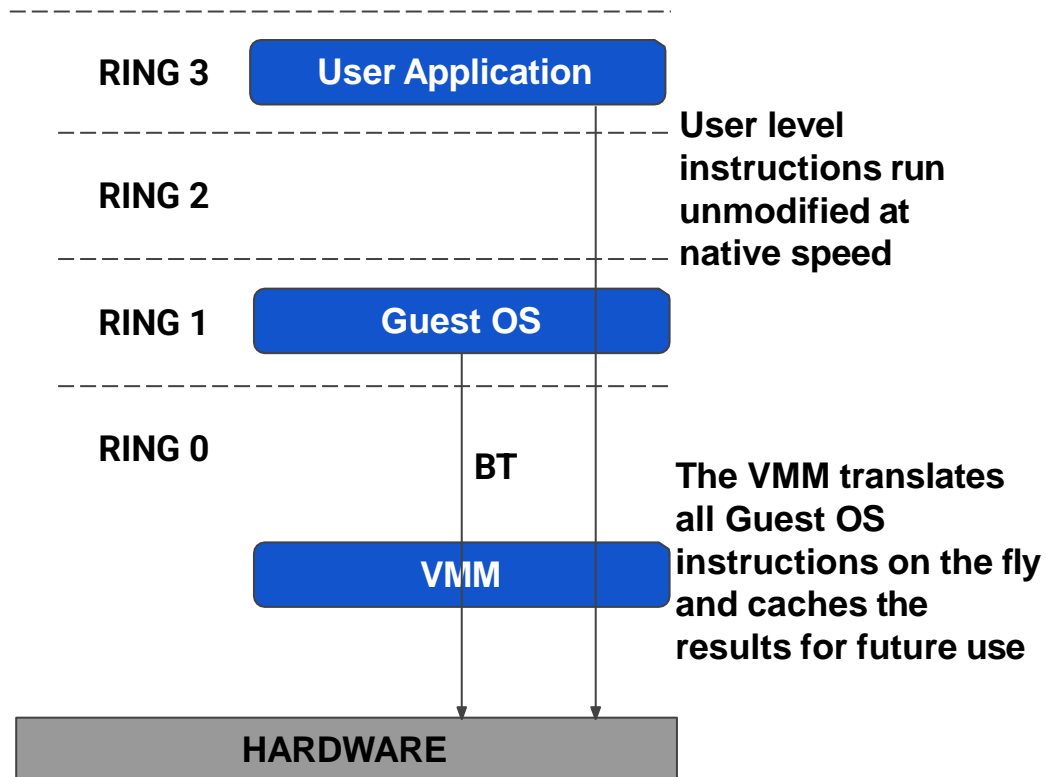 RING 3
User Application
User level
instructions run
unmodified at
native speed
RING 2
RING 1
Guest OS
RING 0
BT
The VMM translates
all Guest OS
instructions on the fly
and caches the
results for future use
VMM
HARDWARE